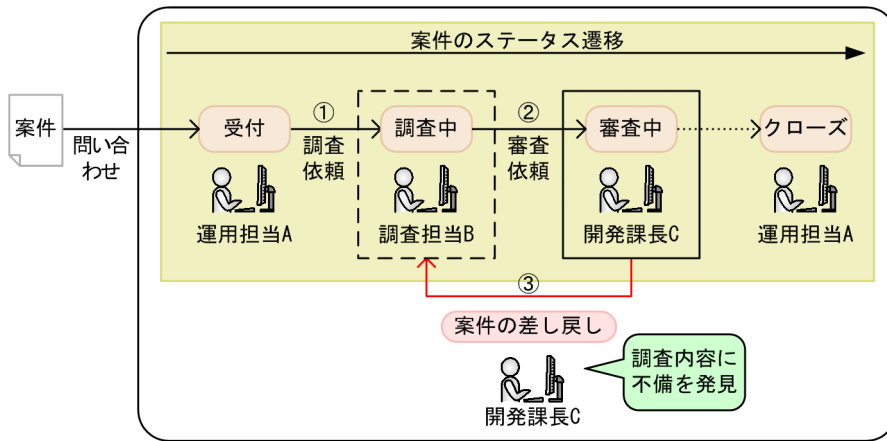 案件のステータス遷移
案件
問い合
わせ
受付
①
調査
依頼
調査中
②
審査
依頼
審査中
クローズ
運用担当A
調査担当B
開発課長C
運用担当A
③
案件の差し戻し
調査内容に
不備を発見
開発課長C